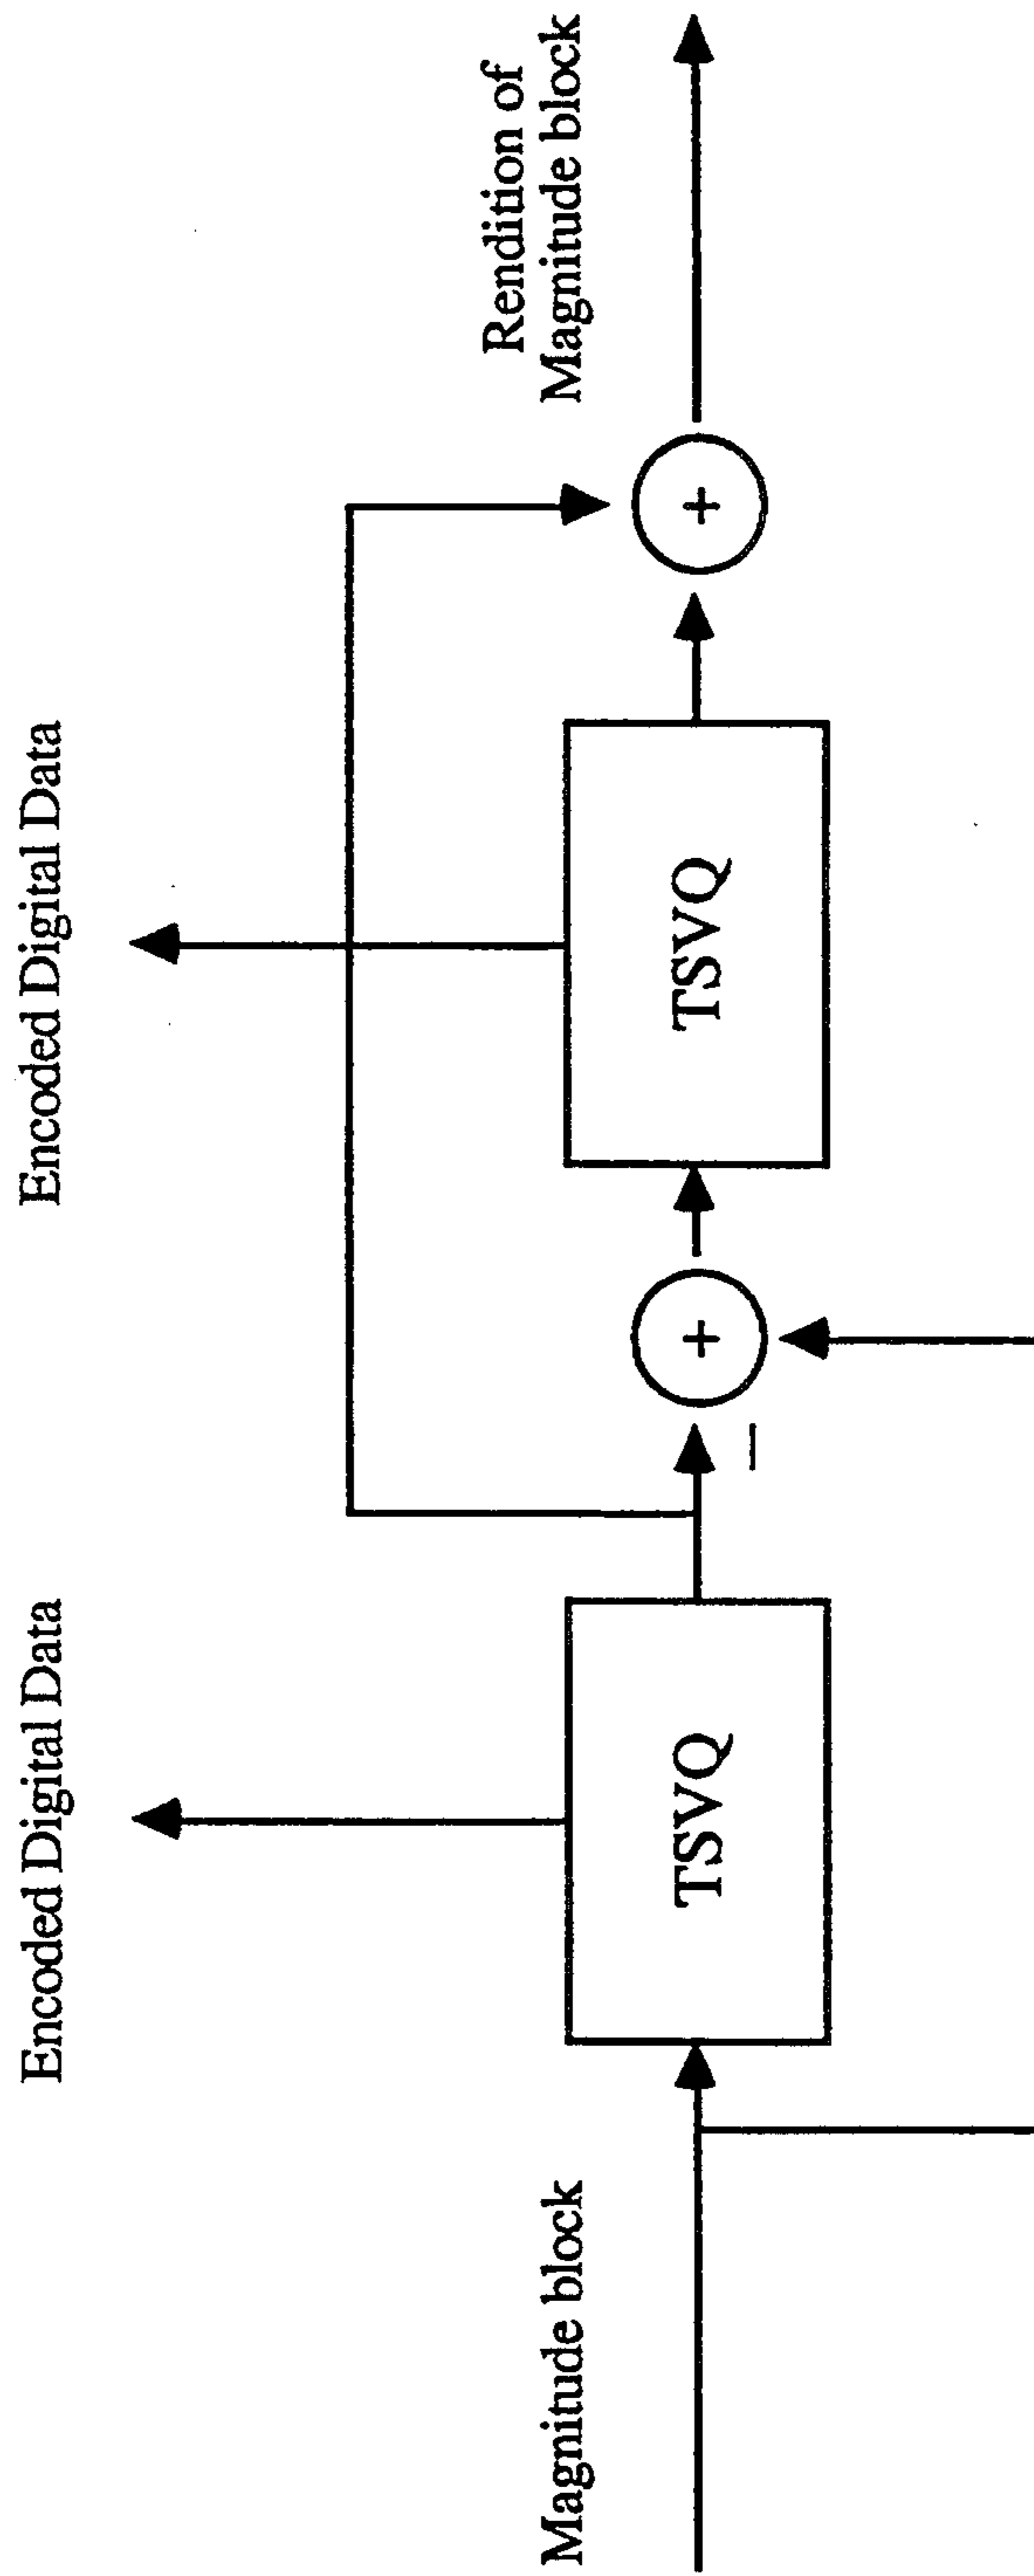 Encoded Digital Data
Encoded Digital Data
Magnitude block
TSVQ
+
−
TSVQ
+
Rendition of
Magnitude block